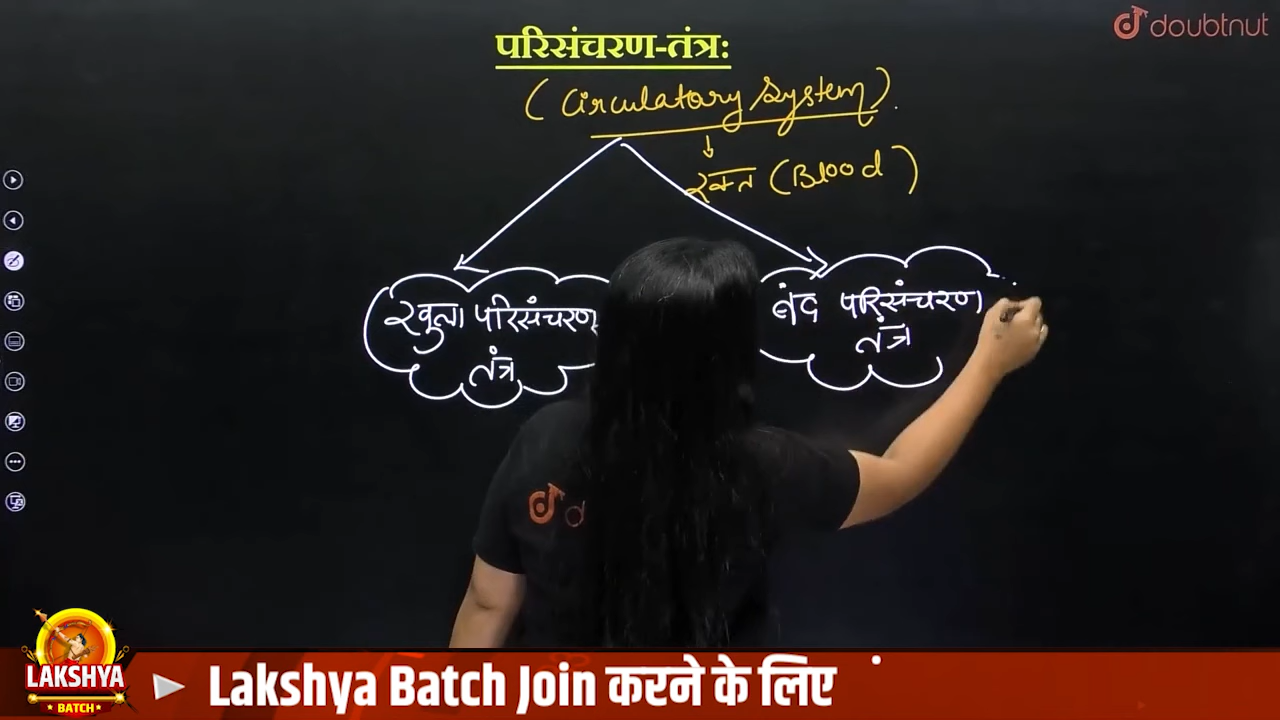 doubtnut
परिसंचरण-तंत्र:
(Circulatory System).
रक्त (Blood)
खुला परिसंचरण
तंत्र
बंद परिसंचरण
तंत्र
LAKSHYA
BATCH
Lakshya Batch Join करने के लिए